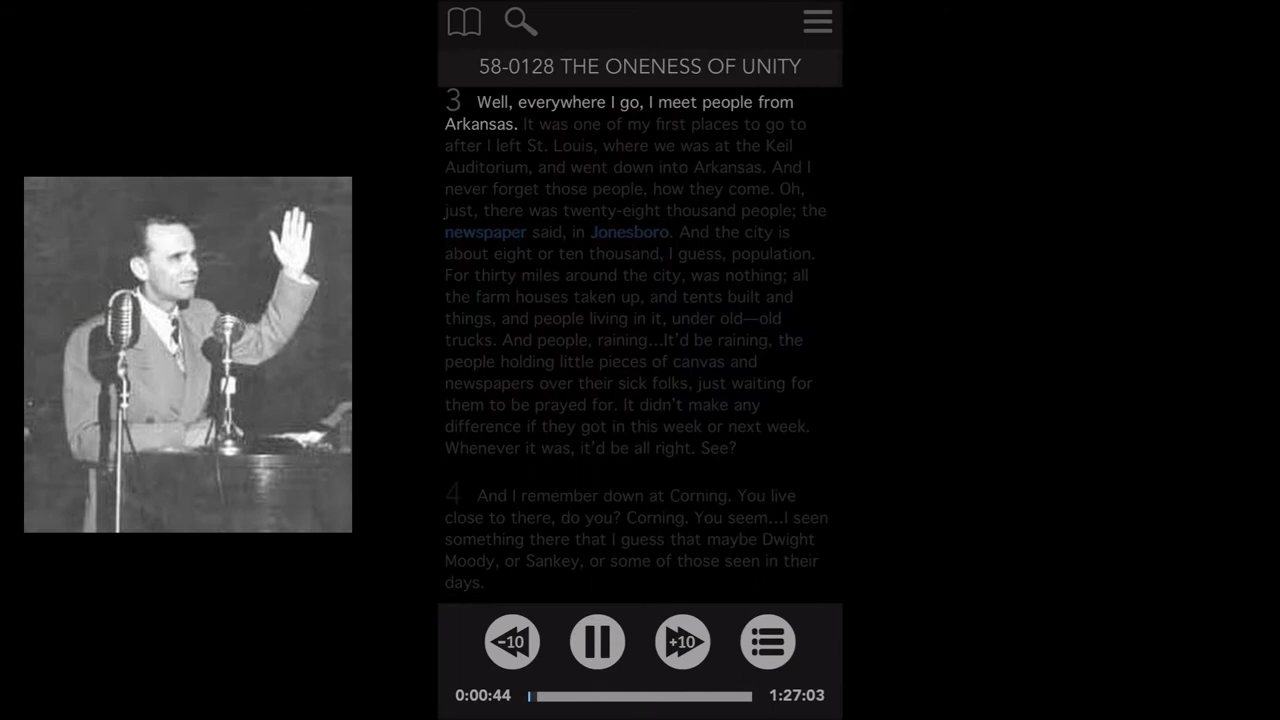 58-0128 THE ONENESS OF UNITY
3 Well, everywhere I go, I meet people from
Arkansas. It was one of my first places to go to
after I left St. Louis, where we was at the Keil
Auditorium, and went down into Arkansas. And I
never forget those people, how they come. Oh,
just, there was twenty-eight thousand people; the
newspaper said, in Jonesboro. And the city is
about eight or ten thousand, I guess, population.
For thirty miles around the city, was nothing; all
the farm houses taken up, and tents built and
things, and people living in it, under old—old
trucks. And people, raining...It'd be raining, the
people holding little pieces of canvas and
newspapers over their sick folks, just waiting for
them to be prayed for. It didn't make any
difference if they got in this week or next week.
Whenever it was, it'd be all right. See?
4 And I remember down at Corning. You live
close to there, do you? Corning. You seem...I seen
something there that I guess that maybe Dwight
Moody, or Sankey, or some of those seen in their
days.
-10
+10
0:00:44
1:27:03